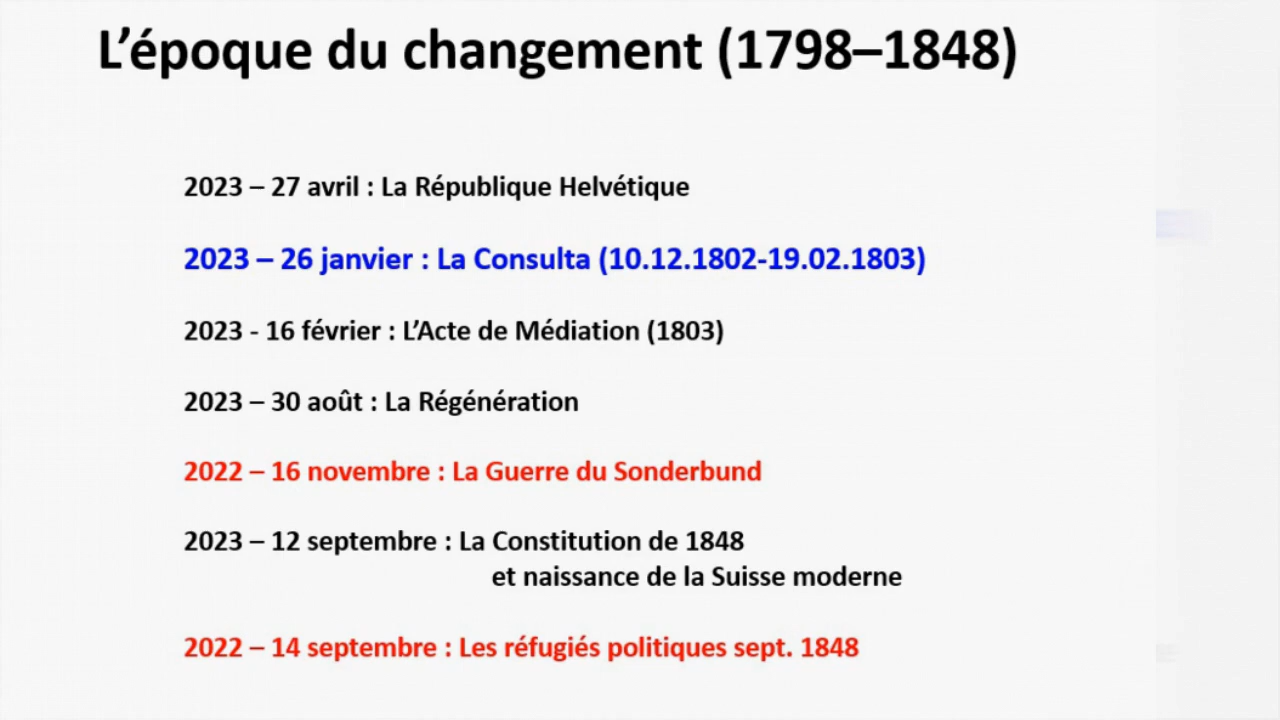 L’époque du changement (1798–1848)
2023 – 27 avril : La République Helvétique
2023 – 26 janvier : La Consulta (10.12.1802-19.02.1803)
2023 - 16 février : L’Acte de Médiation (1803)
2023 – 30 août : La Régénération
2022 – 16 novembre : La Guerre du Sonderbund
2023 – 12 septembre : La Constitution de 1848
et naissance de la Suisse moderne
2022 – 14 septembre : Les réfugiés politiques sept. 1848